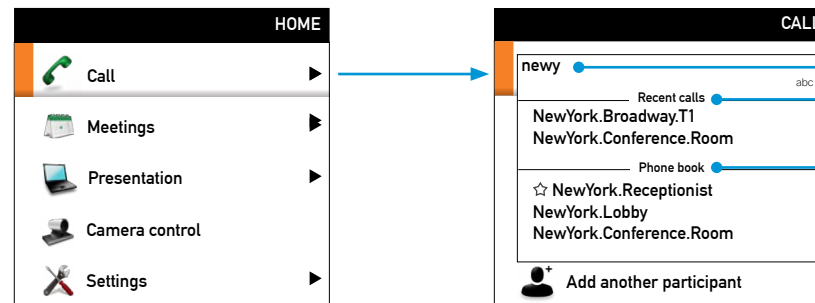 HOME
Call
Meetings
Presentation
Camera control
Settings
CALL
newy
abc
Recent calls
NewYork.Broadway.T1
NewYork.Conference.Room
Phone book
☆ NewYork.Receptionist
NewYork.Lobby
NewYork.Conference.Room
Add another participant